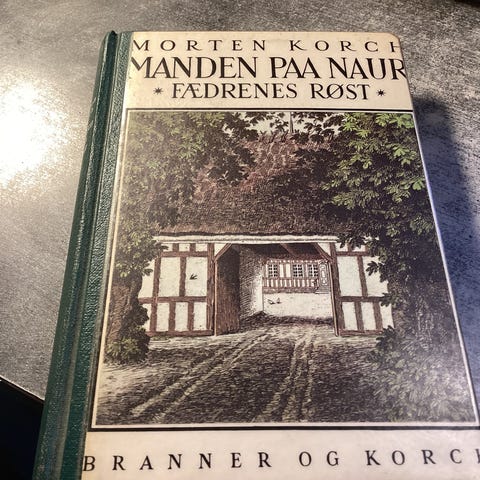 MORTEN KORCH
MANDEN PAA NAUR
* FÆDRENES RØST *
BRANNER OG KORCH